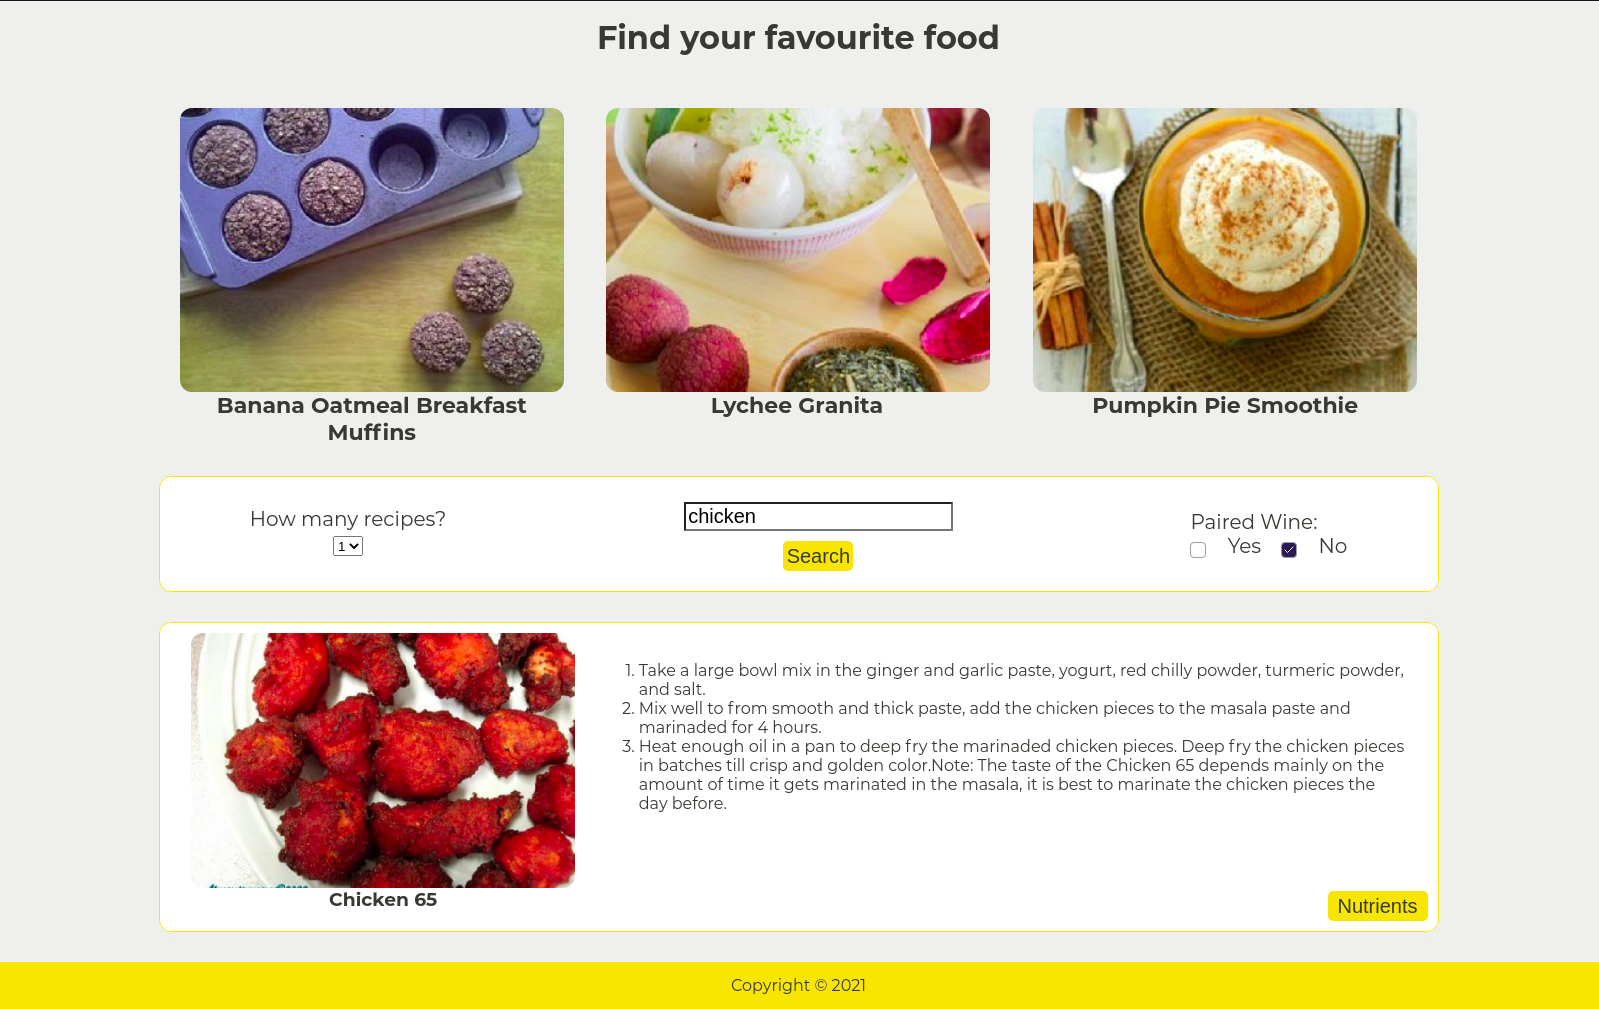 Find your favourite food
Banana Oatmeal Breakfast
Muffins
Lychee Granita
Pumpkin Pie Smoothie
How many recipes?
1
chicken
Search
Paired Wine:
Yes No
1. Take a large bowl mix in the ginger and garlic paste, yogurt, red chilly powder, turmeric powder,
and salt.
2. Mix well to from smooth and thick paste, add the chicken pieces to the masala paste and
marinaded for 4 hours.
3. Heat enough oil in a pan to deep fry the marinaded chicken pieces. Deep fry the chicken pieces
in batches till crisp and golden color.Note: The taste of the Chicken 65 depends mainly on the
amount of time it gets marinated in the masala, it is best to marinate the chicken pieces the
day before.
Chicken 65
Nutrients
Copyright © 2021